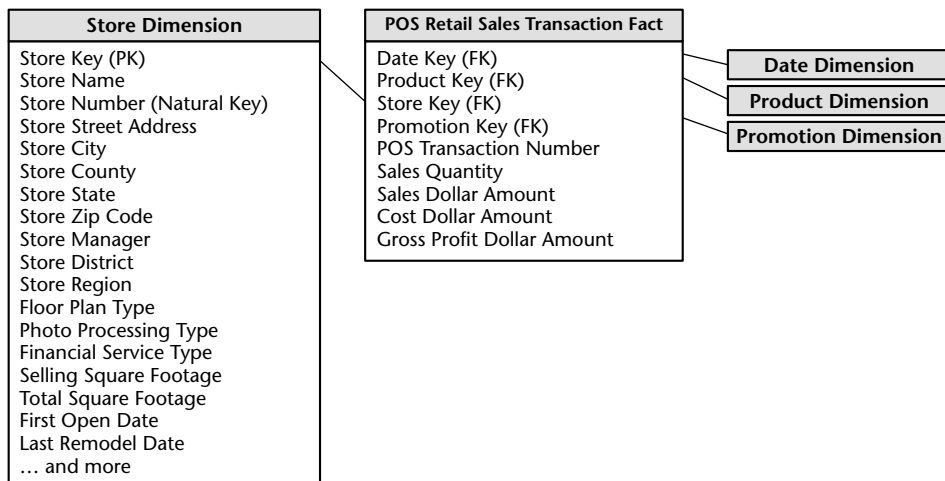 Store Dimension
Store Key (PK)
Store Name
Store Number (Natural Key)
Store Street Address
Store City
Store County
Store State
Store Zip Code
Store Manager
Store District
Store Region
Floor Plan Type
Photo Processing Type
Financial Service Type
Selling Square Footage
Total Square Footage
First Open Date
Last Remodel Date
… and more
POS Retail Sales Transaction Fact
Date Key (FK)
Product Key (FK)
Store Key (FK)
Promotion Key (FK)
POS Transaction Number
Sales Quantity
Sales Dollar Amount
Cost Dollar Amount
Gross Profit Dollar Amount
Date Dimension
Product Dimension
Promotion Dimension